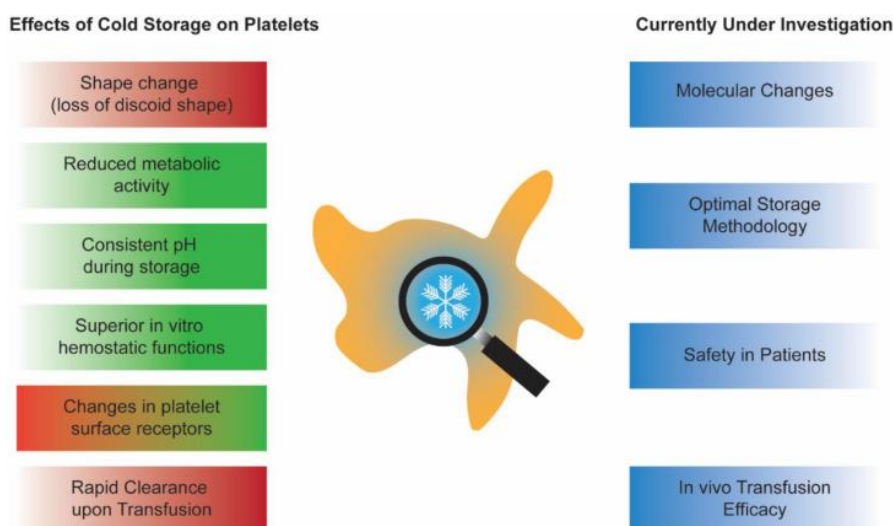 Effects of Cold Storage on Platelets
Shape change
(loss of discoid shape)
Reduced metabolic
activity
Consistent pH
during storage
Superior in vitro
hemostatic functions
Changes in platelet
surface receptors
Rapid Clearance
upon Transfusion
Currently Under Investigation
Molecular Changes
Optimal Storage
Methodology
Safety in Patients
In vivo Transfusion
Efficacy